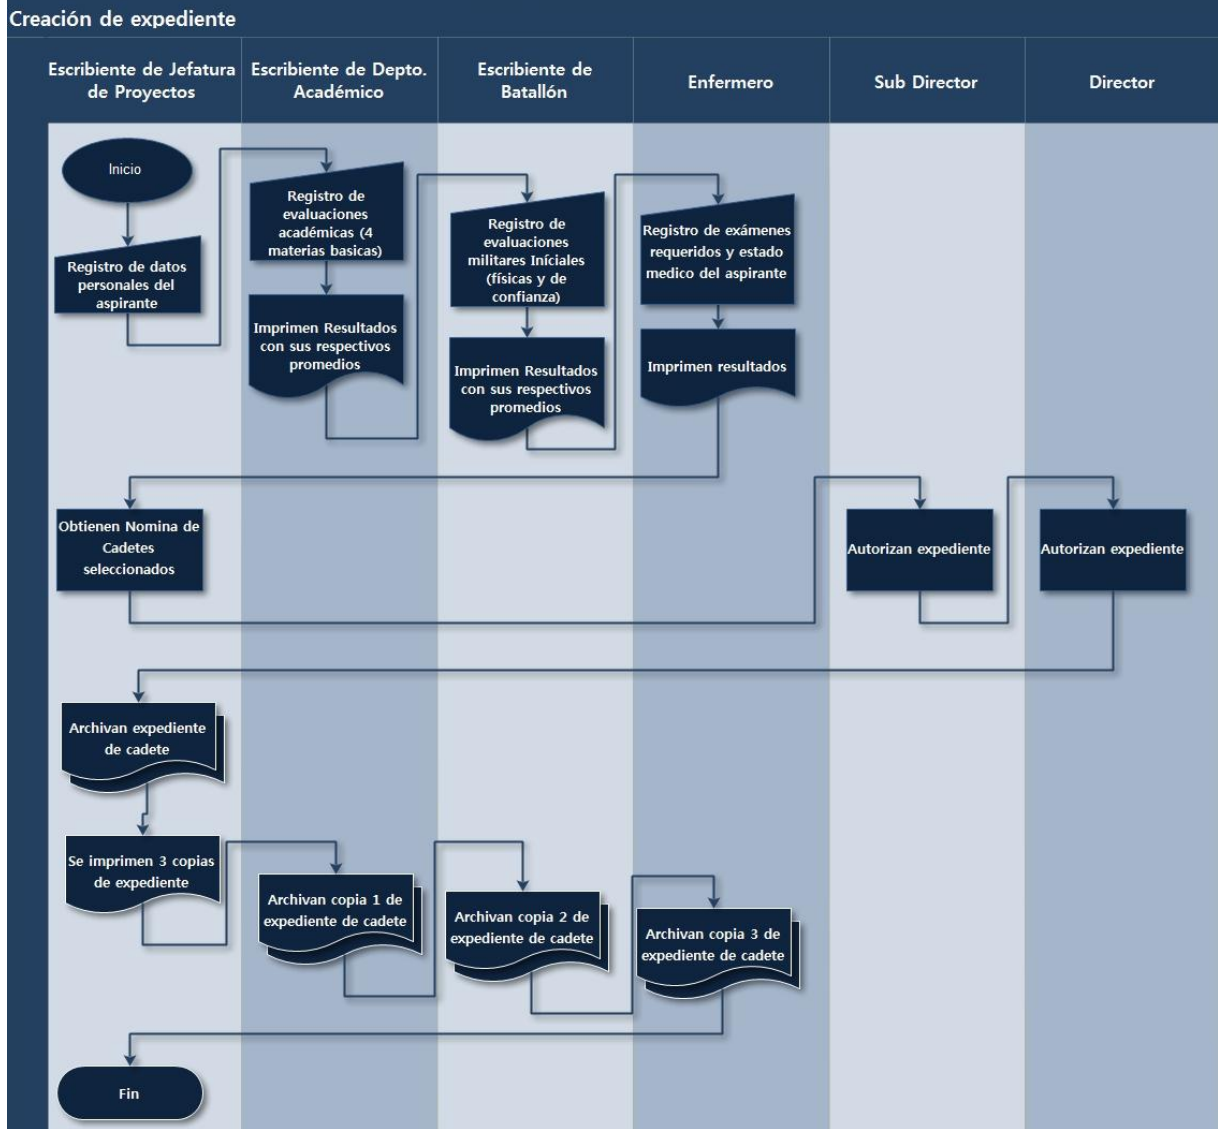 Creación de expediente
Escribiente de Jefatura
de Proyectos
Escribiente de Depto.
Académico
Escribiente de
Batallón
Enfermero
Sub Director
Director
Inicio
Registro de datos
personales del
aspirante
Registro de
evaluaciones
académicas (4
materias basicas)
Imprimen Resultados
con sus respectivos
promedios
Registro de
evaluaciones
militares Iníciales
(físicas y de
confianza)
Imprimen Resultados
con sus respectivos
promedios
Registro de exámenes
requeridos y estado
medico del aspirante
Imprimen resultados
Obtienen Nomina de
Cadetes
seleccionados
Autorizan expediente
Autorizan expediente
Archivan expediente
de cadete
Se imprimen 3 copias
de expediente
Archivan copia 1 de
expediente de cadete
Archivan copia 2 de
expediente de cadete
Archivan copia 3 de
expediente de cadete
Fin